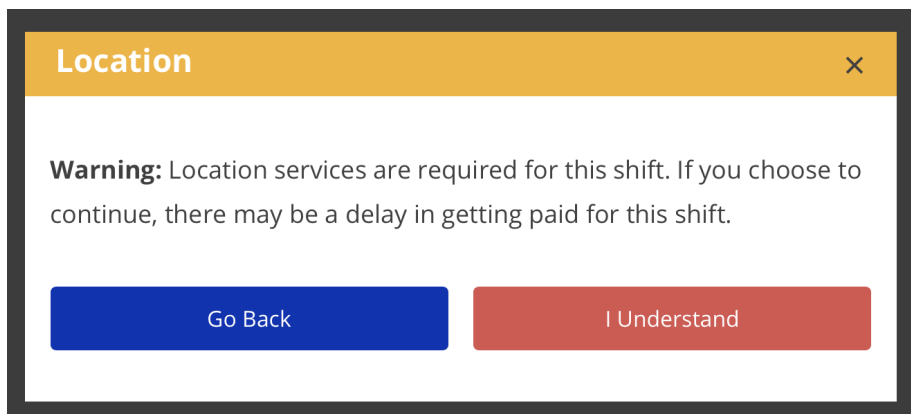 Location
×
Warning: Location services are required for this shift. If you choose to
continue, there may be a delay in getting paid for this shift.
Go Back
I Understand